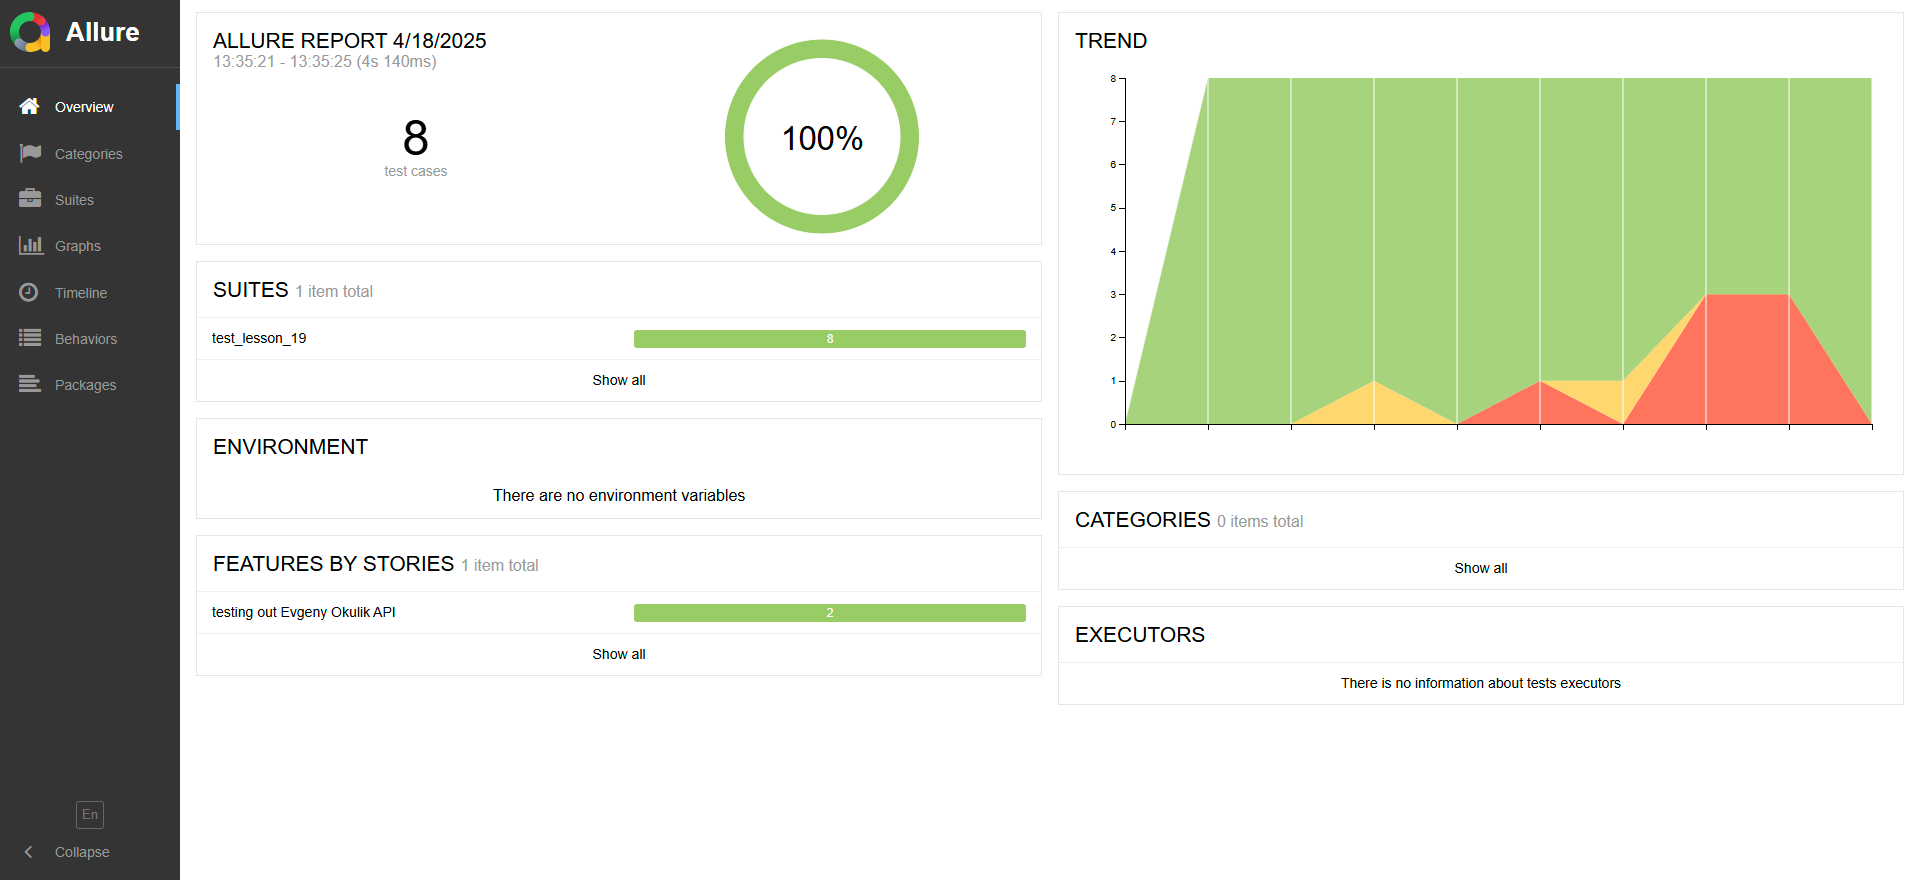 Allure
Overview
Categories
Suites
Graphs
Timeline
Behaviors
Packages
En
Collapse
ALLURE REPORT 4/18/2025
13:35:21 - 13:35:25 (4s 140ms)
8
test cases
100%
SUITES 1 item total
test_lesson_19 8
Show all
ENVIRONMENT
There are no environment variables
FEATURES BY STORIES 1 item total
testing out Evgeny Okulik API 2
Show all
TREND
8
7
6
5
4
3
2
1
0
CATEGORIES 0 items total
Show all
EXECUTORS
There is no information about tests executors